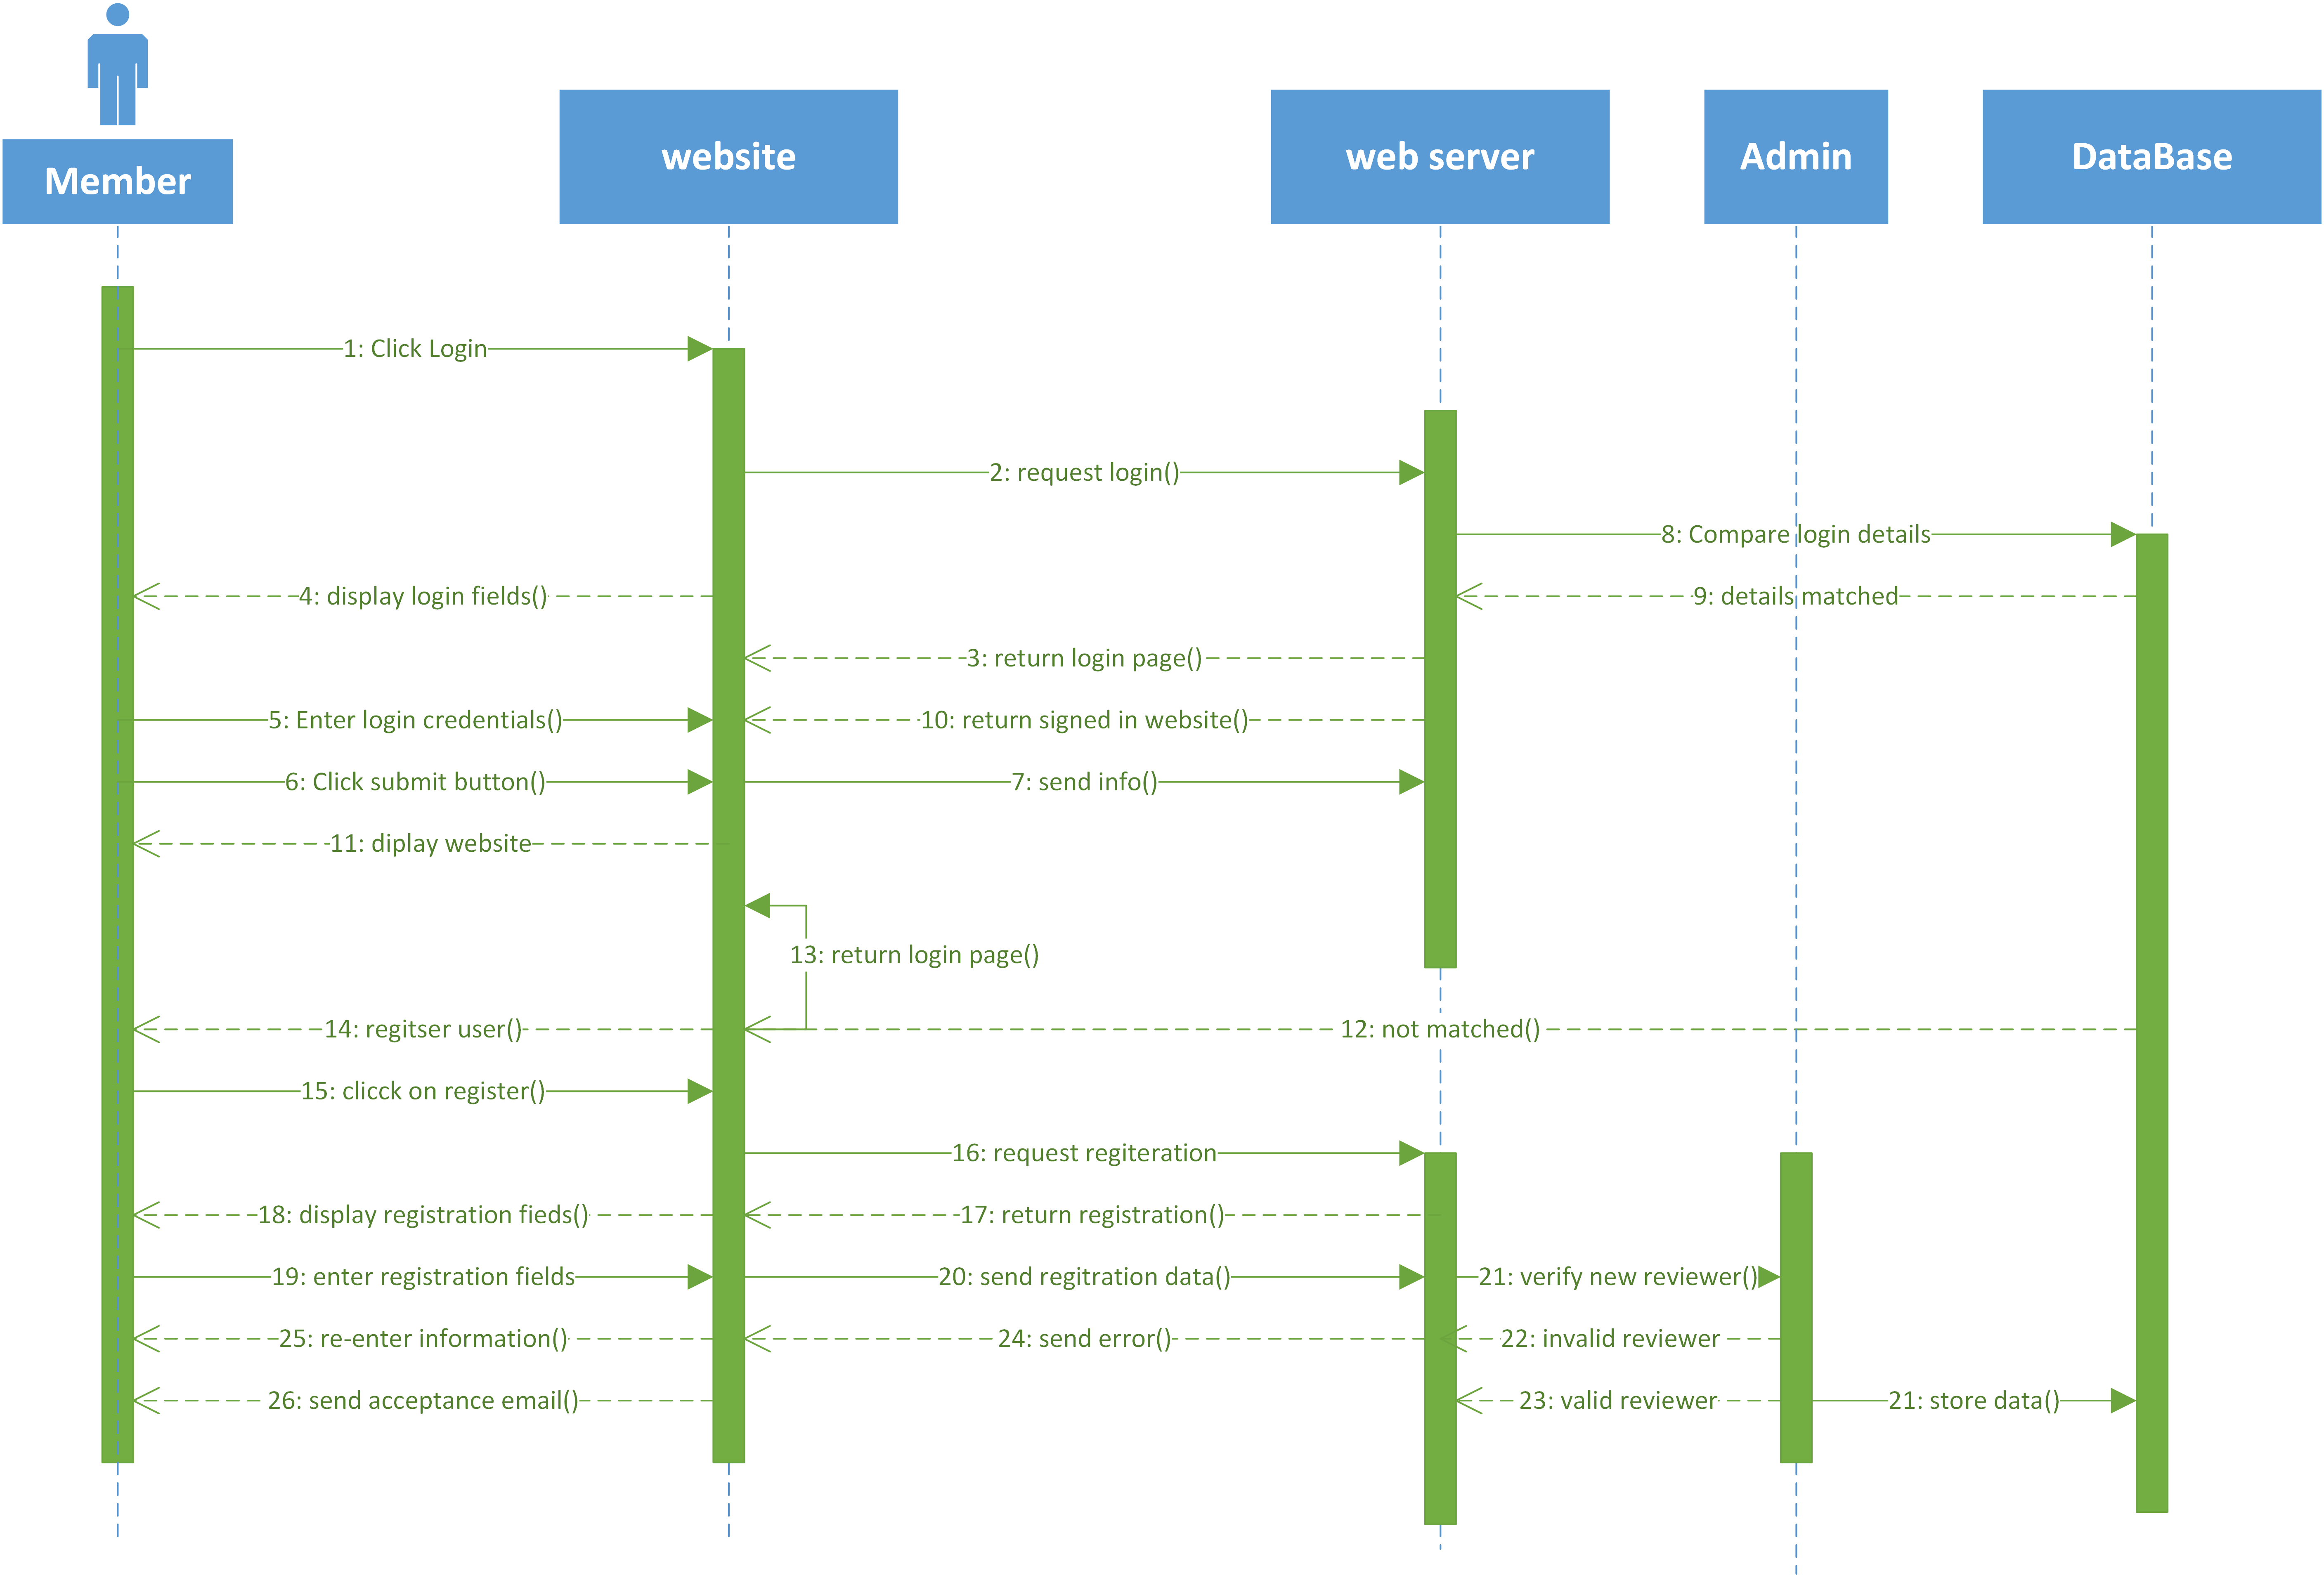 Member
website
web server
Admin
DataBase
1: Click Login
2: request login()
8: Compare login details
4: display login fields()
9: details matched
3: return login page()
5: Enter login credentials()
10: return signed in website()
6: Click submit button()
7: send info()
11: diplay website
13: return login page()
14: regitser user()
12: not matched()
15: clicck on register()
16: request regiteration
18: display registration fieds()
17: return registration()
19: enter registration fields
20: send regitration data()
21: verify new reviewer()
25: re-enter information()
24: send error()
22: invalid reviewer
26: send acceptance email()
23: valid reviewer
21: store data()